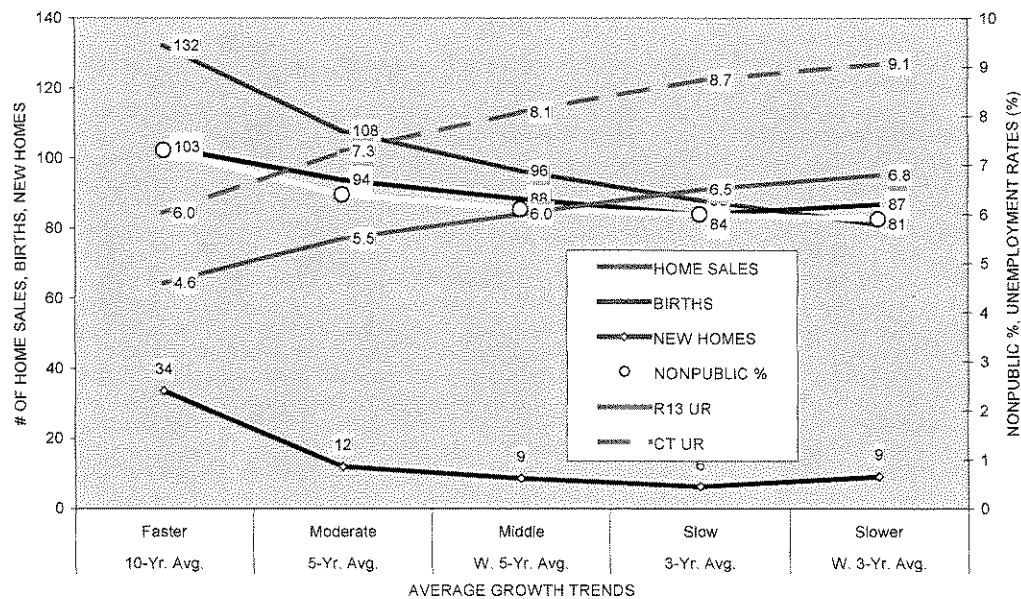 140
120
100
80
60
40
20
0
# OF HOME SALES, BIRTHS, NEW HOMES
10
9
8
7
6
5
4
3
2
1
0
NONPUBLIC %, UNEMPLOYMENT RATES (%)
132
108
96
81
103
94
88
84
87
6.0
7.3
8.1
8.7
9.1
4.6
5.5
6.0
6.5
6.8
34
12
9
9
HOME SALES
BIRTHS
NEW HOMES
NONPUBLIC %
R13 UR
CT UR
Faster
Moderate
Middle
Slow
Slower
10-Yr. Avg.
5-Yr. Avg.
W. 5-Yr. Avg.
3-Yr. Avg.
W. 3-Yr. Avg.
AVERAGE GROWTH TRENDS